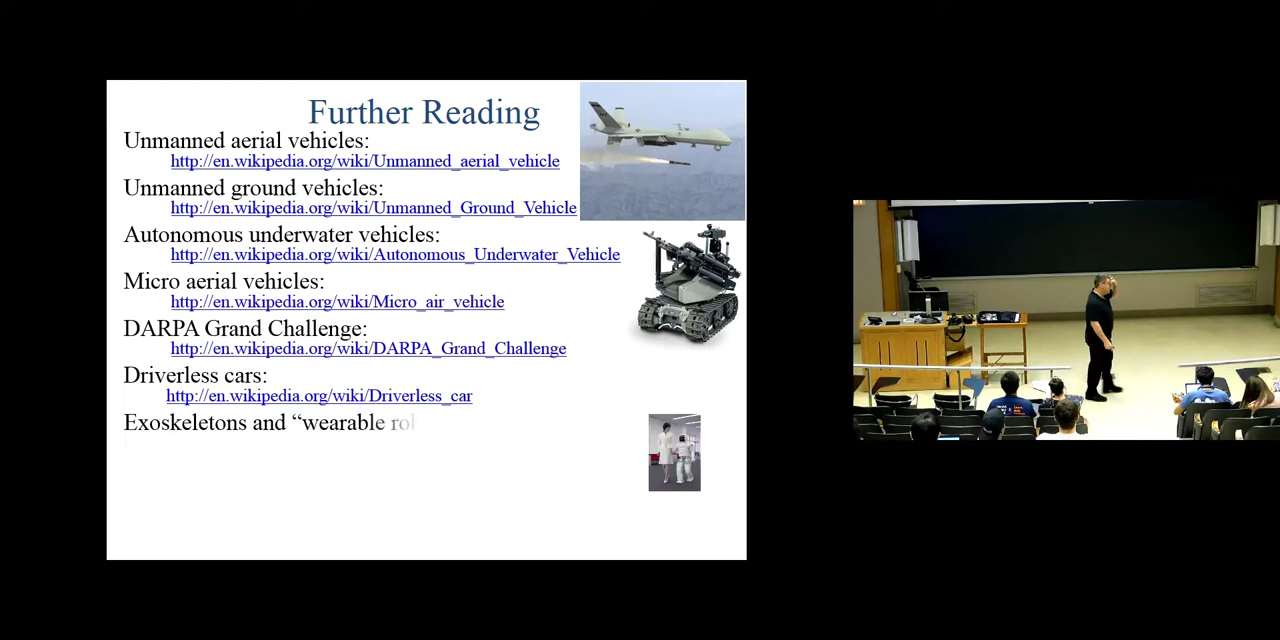 Further Reading
Unmanned aerial vehicles:
http://en.wikipedia.org/wiki/Unmanned_aerial_vehicle
Unmanned ground vehicles:
http://en.wikipedia.org/wiki/Unmanned_Ground_Vehicle
Autonomous underwater vehicles:
http://en.wikipedia.org/wiki/Autonomous_Underwater_Vehicle
Micro aerial vehicles:
http://en.wikipedia.org/wiki/Micro_air_vehicle
DARPA Grand Challenge:
http://en.wikipedia.org/wiki/DARPA_Grand_Challenge
Driverless cars:
http://en.wikipedia.org/wiki/Driverless_car
Exoskeletons and “wearable